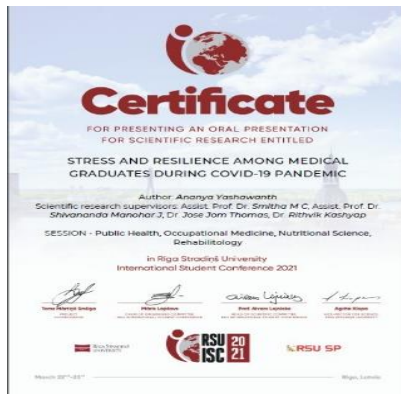 Certificate
FOR PRESENTING AN ORAL PRESENTATION
FOR SCIENTIFIC RESEARCH ENTITLED
STRESS AND RESILIENCE AMONG MEDICAL
GRADUATES DURING COVID-19 PANDEMIC
Author: Ananya Yashawanth
Scientific research supervisors: Assist. Prof. Dr. Smitha M C, Assist. Prof. Dr.
Shivananda Manohar J, Dr. Jose Jom Thomas, Dr. Rithvik Kashyap
SESSION - Public Health, Occupational Medicine, Nutritional Science,
Rehabilitology
in Rīga Stradiņš University
International Student Conference 2021
RĪGA STRADIŅŠ
UNIVERSITY
RSU
ISC
20
21
RSU SP
Riga, Latvia